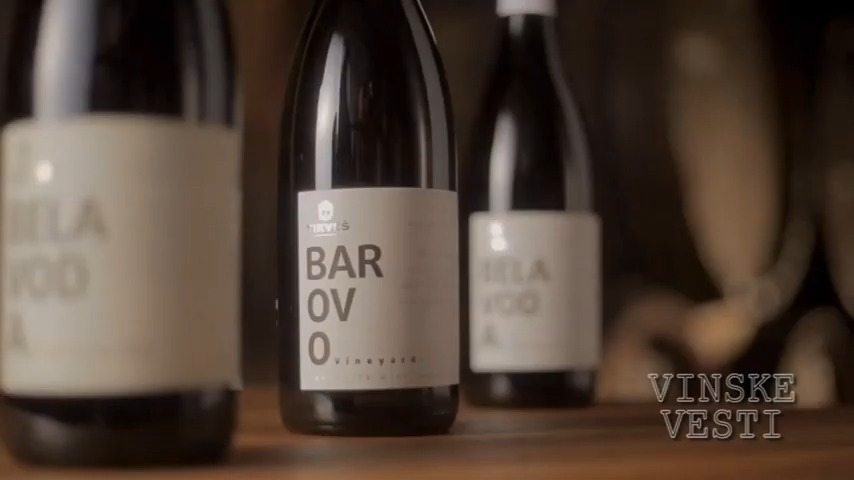 BELA
VOD
A
TIKVEŠ
BAR
OV
O vineyard
BELA
VOD
A
VINSKE
VESTI